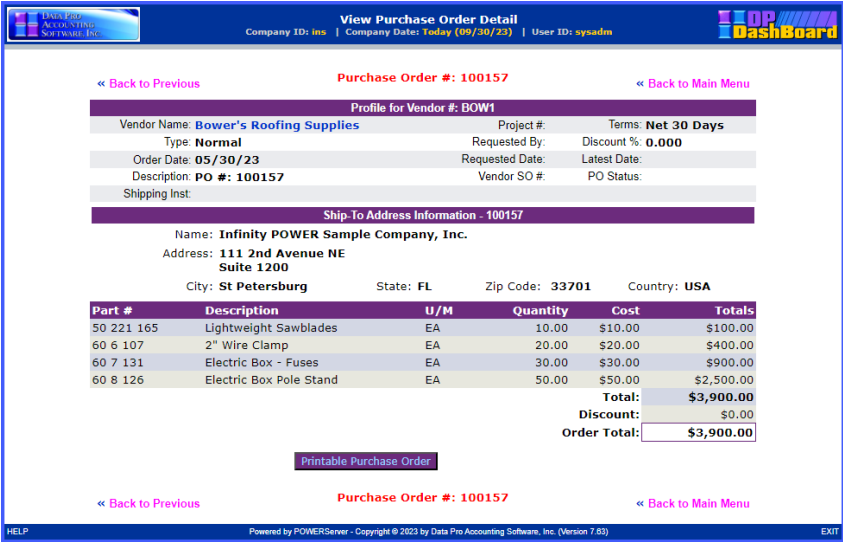 DATA PRO
ACCOUNTING
SOFTWARE, INC.
View Purchase Order Detail
Company ID: ins | Company Date: Today (09/30/23) | User ID: sysadm
DP
DashBoard
« Back to Previous Purchase Order #: 100157 « Back to Main Menu
Profile for Vendor #: BOW1
Vendor Name: Bower's Roofing Supplies Project #: Terms: Net 30 Days
Type: Normal Requested By: Discount %: 0.000
Order Date: 05/30/23 Requested Date: Latest Date:
Description: PO #: 100157 Vendor SO #: PO Status:
Shipping Inst:
Ship-To Address Information - 100157
Name: Infinity POWER Sample Company, Inc.
Address: 111 2nd Avenue NE
Suite 1200
City: St Petersburg State: FL Zip Code: 33701 Country: USA
Part # Description U/M Quantity Cost Totals
50 221 165 Lightweight Sawblades EA 10.00 $10.00 $100.00
60 6 107 2" Wire Clamp EA 20.00 $20.00 $400.00
60 7 131 Electric Box - Fuses EA 30.00 $30.00 $900.00
60 8 126 Electric Box Pole Stand EA 50.00 $50.00 $2,500.00
Total: $3,900.00
Discount: $0.00
Order Total: $3,900.00
Printable Purchase Order
« Back to Previous Purchase Order #: 100157 « Back to Main Menu
HELP Powered by POWERServer - Copyright © 2023 by Data Pro Accounting Software, Inc. (Version 7.63) EXIT